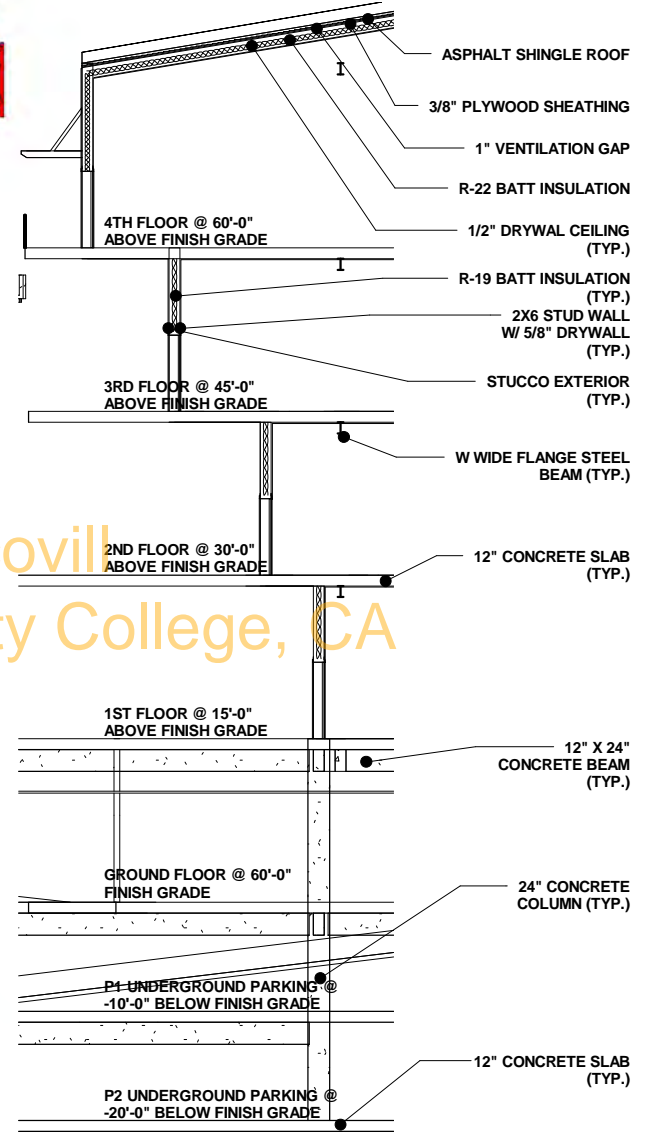 ASPHALT SHINGLE ROOF
3/8" PLYWOOD SHEATHING
1" VENTILATION GAP
R-22 BATT INSULATION
4TH FLOOR @ 60'-0"
ABOVE FINISH GRADE
1/2" DRYWAL CEILING
(TYP.)
R-19 BATT INSULATION
(TYP.)
2X6 STUD WALL
W/ 5/8" DRYWALL
(TYP.)
3RD FLOOR @ 45'-0"
ABOVE FINISH GRADE
STUCCO EXTERIOR
(TYP.)
W WIDE FLANGE STEEL
BEAM (TYP.)
ovill
2ND FLOOR @ 30'-0"
ABOVE FINISH GRADE
12" CONCRETE SLAB
(TYP.)
ty College, CA
1ST FLOOR @ 15'-0"
ABOVE FINISH GRADE
12" X 24"
CONCRETE BEAM
(TYP.)
GROUND FLOOR @ 60'-0"
FINISH GRADE
24" CONCRETE
COLUMN (TYP.)
P1 UNDERGROUND PARKING @
-10'-0" BELOW FINISH GRADE
12" CONCRETE SLAB
(TYP.)
P2 UNDERGROUND PARKING @
-20'-0" BELOW FINISH GRADE